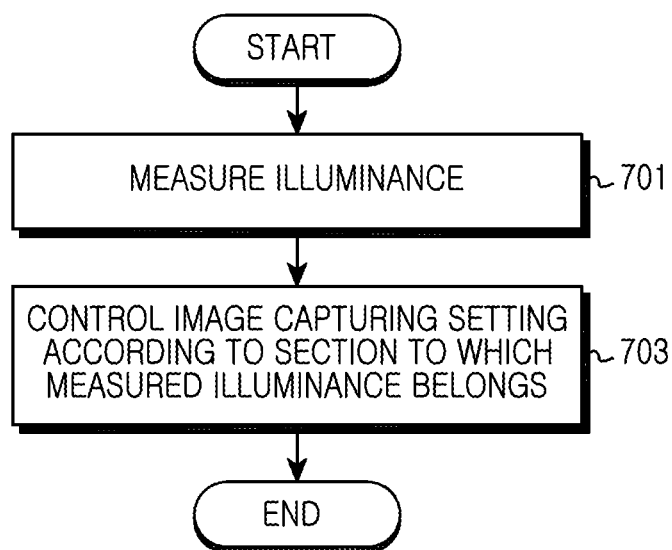 START
MEASURE ILLUMINANCE
701
CONTROL IMAGE CAPTURING SETTING
ACCORDING TO SECTION TO WHICH
MEASURED ILLUMINANCE BELONGS
703
END